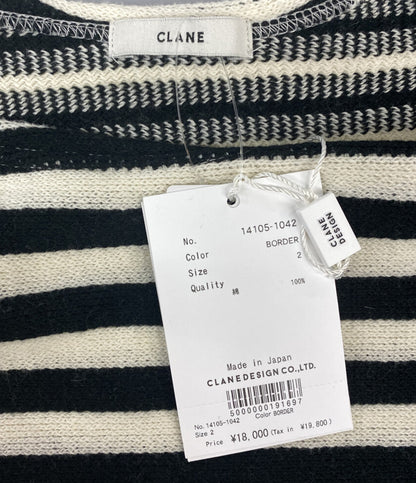 CLANE
No. 14105-1042
Color BORDER
Size 2
Quality 綿 100%
Made in Japan
CLANEDESIGN CO.,LTD.
5000000191697
No. 14105-1042 Color BORDER
Size 2
Price ¥18,000 (Tax in ¥19,800)
CLANE
DESIGN